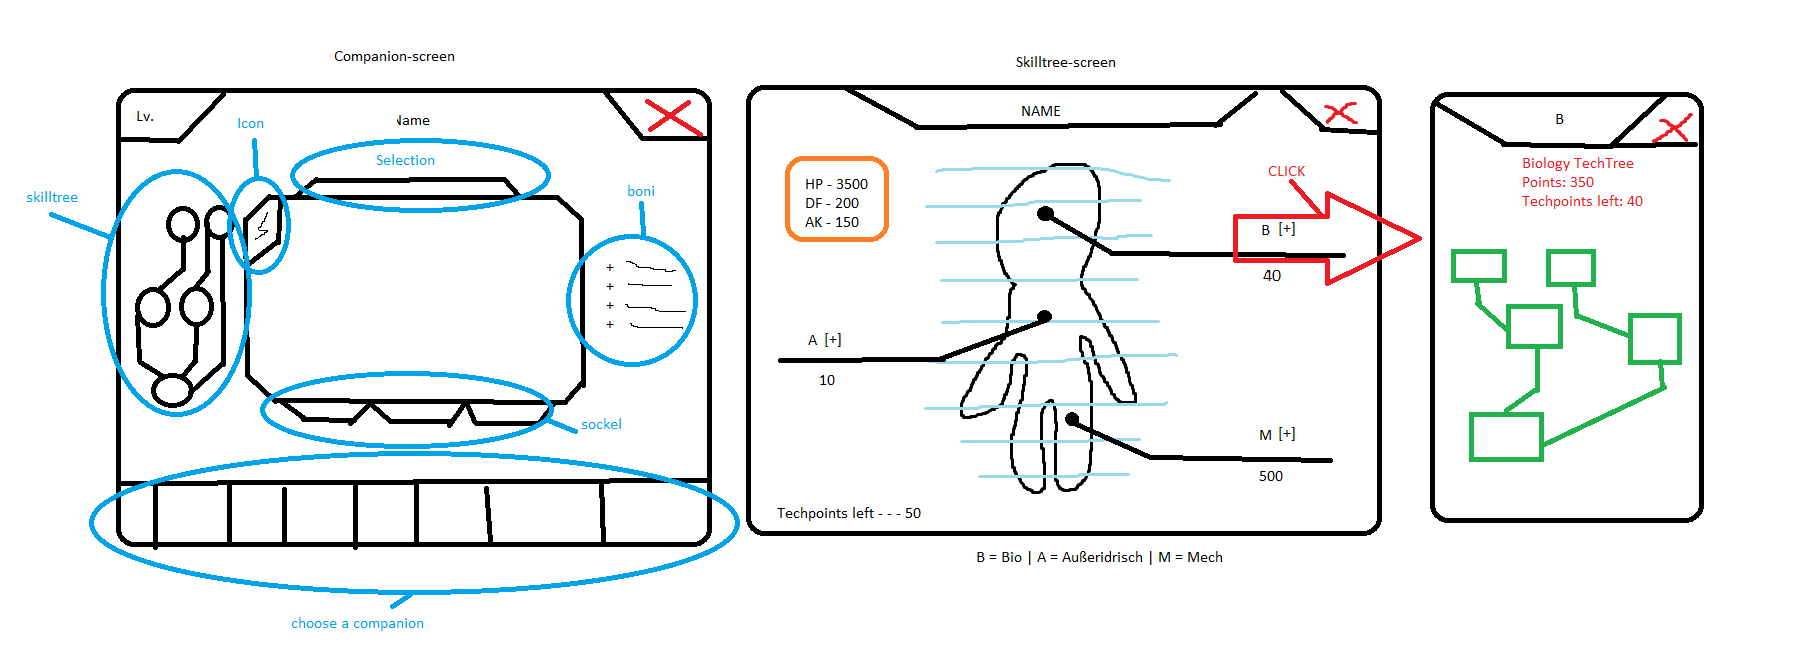 Companion-screen
Lv.
Name
Icon
Selection
skilltree
boni
+
+
+
+
sockel
choose a companion
Skilltree-screen
NAME
HP - 3500
DF - 200
AK - 150
CLICK
B [+]
40
A [+]
10
M [+]
500
Techpoints left - - - 50
B = Bio | A = Außeridrisch | M = Mech
B
Biology TechTree
Points: 350
Techpoints left: 40